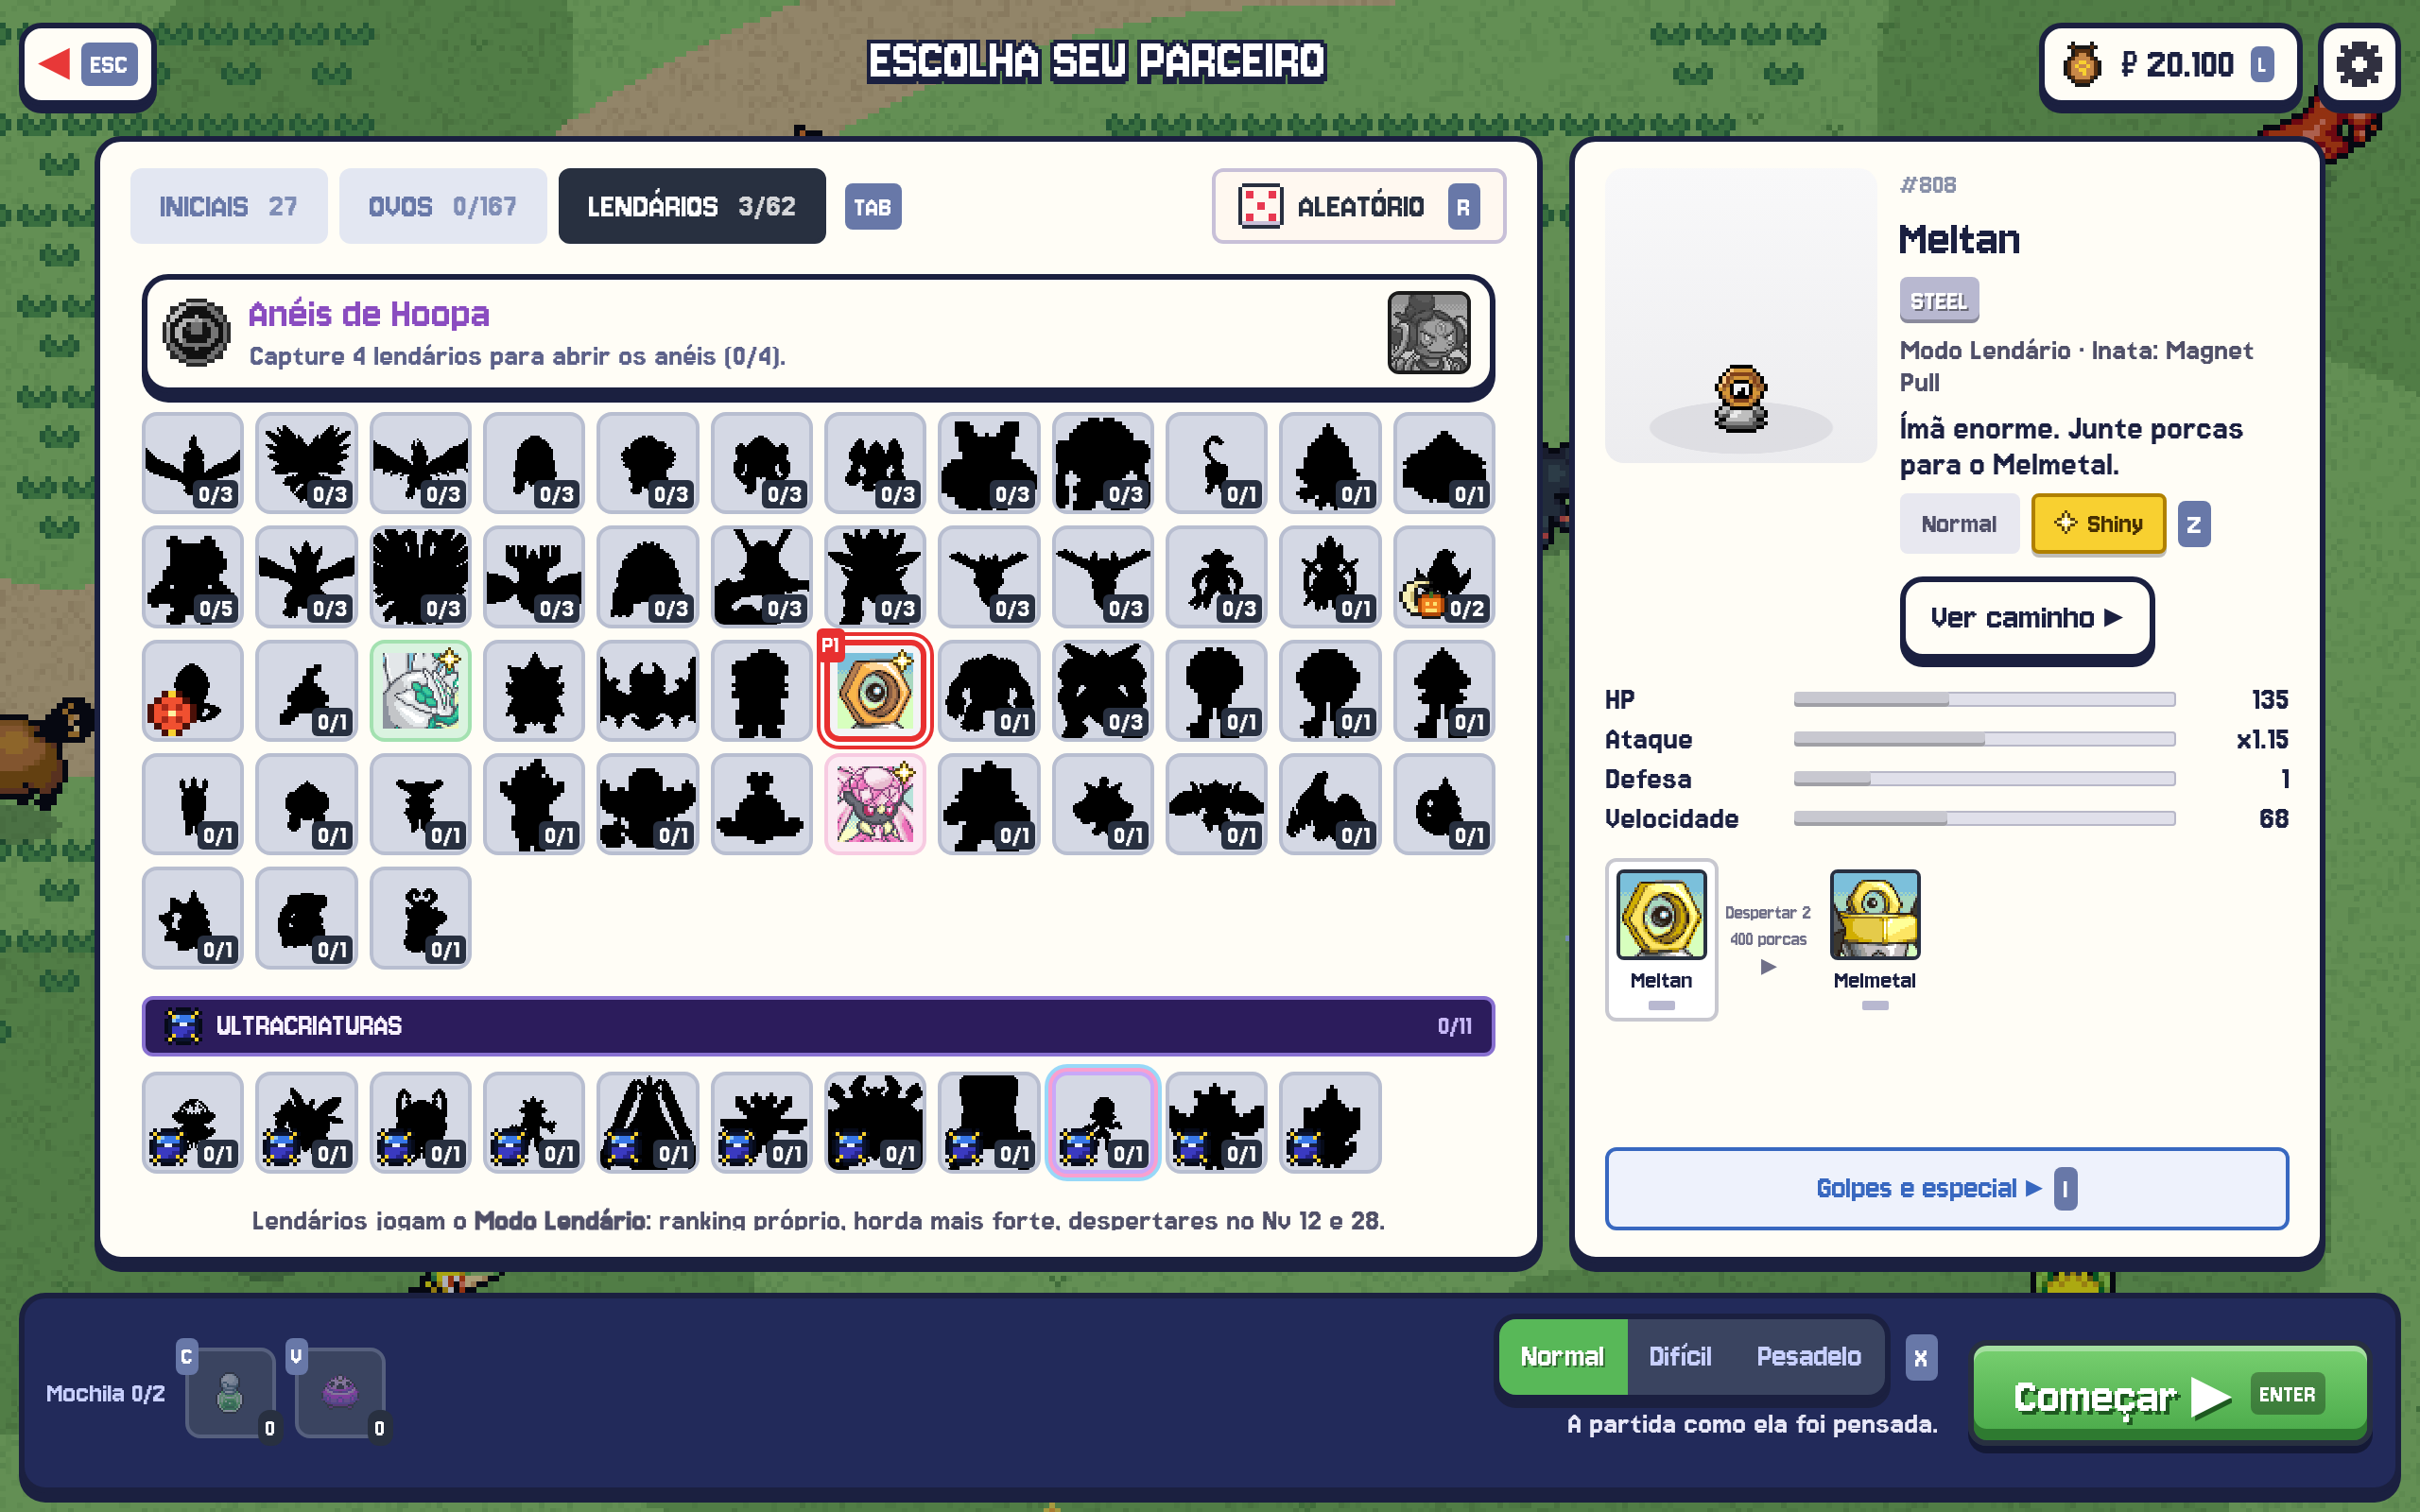 ESC
ESCOLHA SEU PARCEIRO
₽ 20.100 L
INICIAIS 27
OVOS 0/167
LENDÁRIOS 3/62
TAB
ALEATÓRIO R
Anéis de Hoopa
Capture 4 lendários para abrir os anéis (0/4).
0/3 0/3 0/3 0/3 0/3 0/3 0/3 0/3 0/3 0/1 0/1 0/1
0/5 0/3 0/3 0/3 0/3 0/3 0/3 0/3 0/3 0/3 0/1 0/2
0/1 P1 0/1 0/3 0/1 0/1 0/1
0/1 0/1 0/1 0/1 0/1 0/1 0/1 0/1 0/1 0/1
0/1 0/1 0/1
ULTRACRIATURAS 0/11
0/1 0/1 0/1 0/1 0/1 0/1 0/1 0/1 0/1 0/1
Lendários jogam o Modo Lendário: ranking próprio, horda mais forte, despertares no Nv 12 e 28.
#808
Meltan
STEEL
Modo Lendário · Inata: Magnet
Pull
Ímã enorme. Junte porcas
para o Melmetal.
Normal Shiny Z
Ver caminho ▶
HP 135
Ataque x1.15
Defesa 1
Velocidade 68
Despertar 2
400 porcas
▶
Meltan
Melmetal
Golpes e especial ▶ I
Mochila 0/2
C 0
V 0
Normal Difícil Pesadelo X
A partida como ela foi pensada.
Começar ▶ ENTER